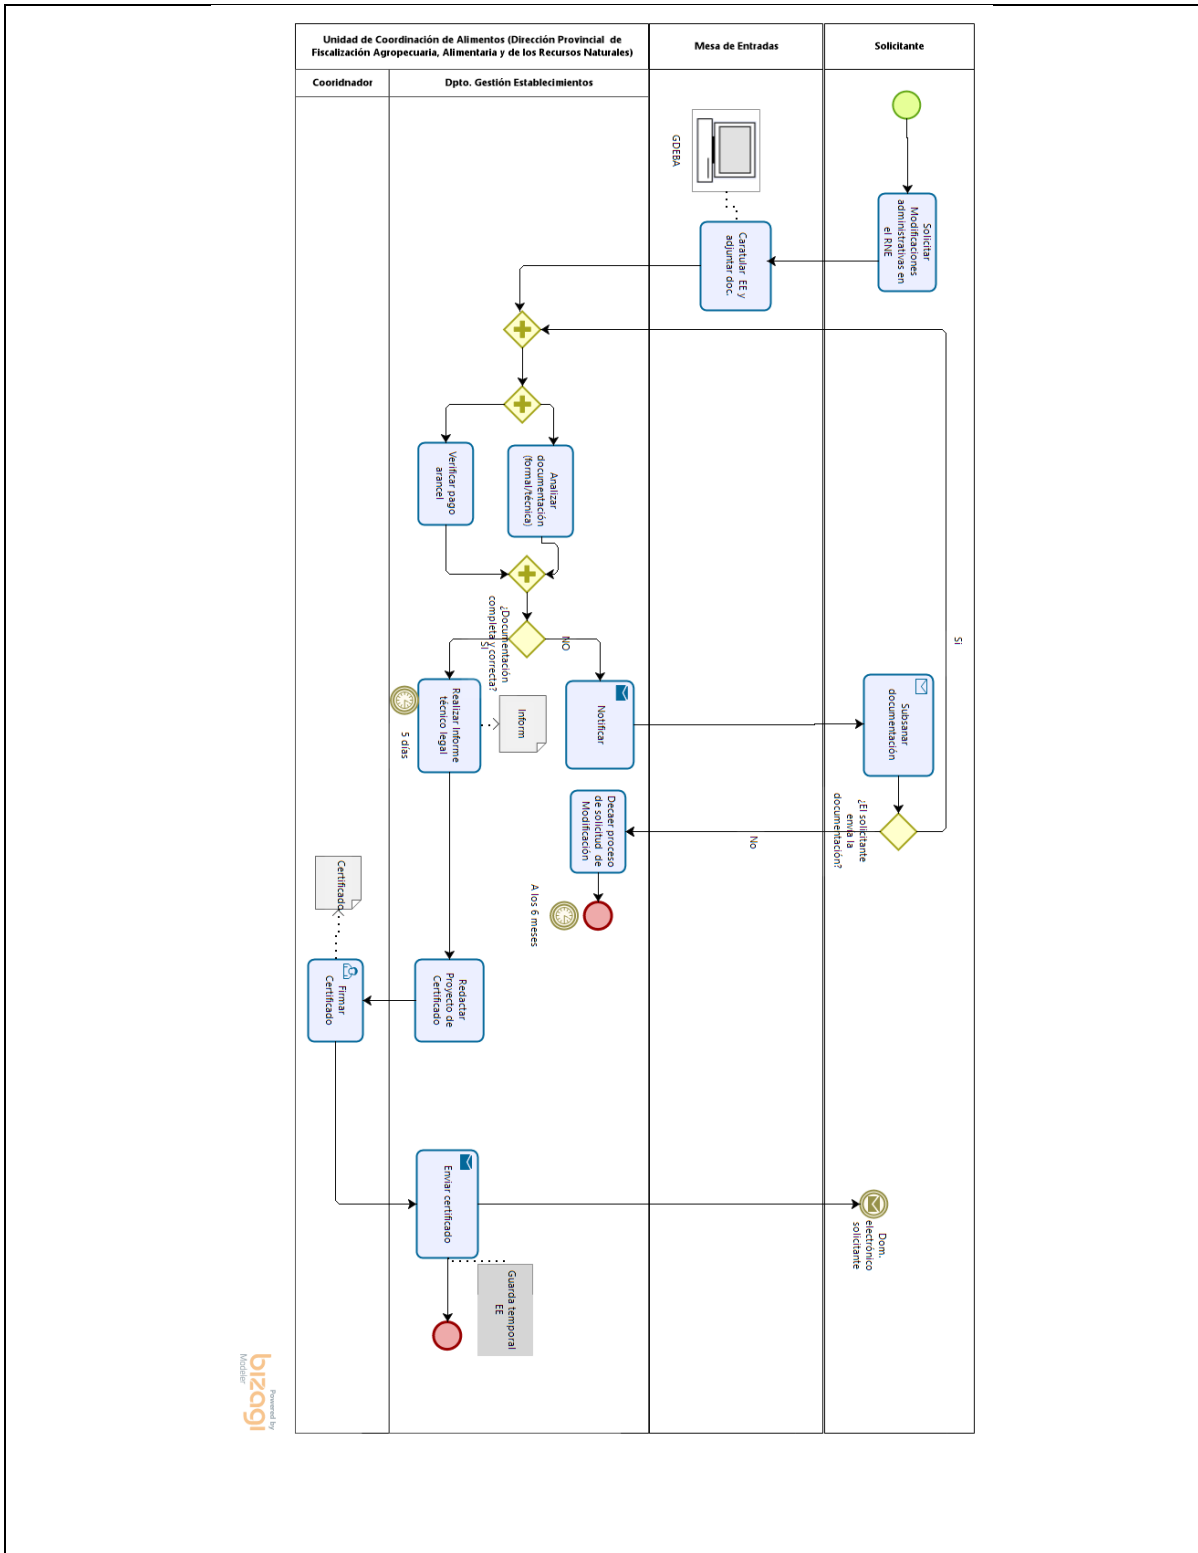 Unidad de Coordinación de Alimentos (Dirección Provincial de
Fiscalización Agropecuaria, Alimentaria y de los Recursos Naturales)
Mesa de Entradas
Solicitante
Cooridnador
Dpto. Gestión Establecimientos
GDEBA
Solicitar
Modificaciones
administrativas en
el RNE
Caratular EE y
adjuntar doc.
Verificar pago
arancel
Analizar
documentación
(formal/técnica)
¿Documentación
completa y correcta?
SI
NO
Si
Realizar Informe
técnico legal
5 días
Inform
Notificar
Subsanar
documentación
¿El solicitante
envia la
documentación?
No
Decaer proceso
de solicitud de
Modificación
A los 6 meses
Certificado
Firmar
Certificado
Redactar
Proyecto de
Certificado
Enviar certificado
Dom.
electrónico
solicitante
Guarda temporal
EE
Powered by
bizagi
Modeler